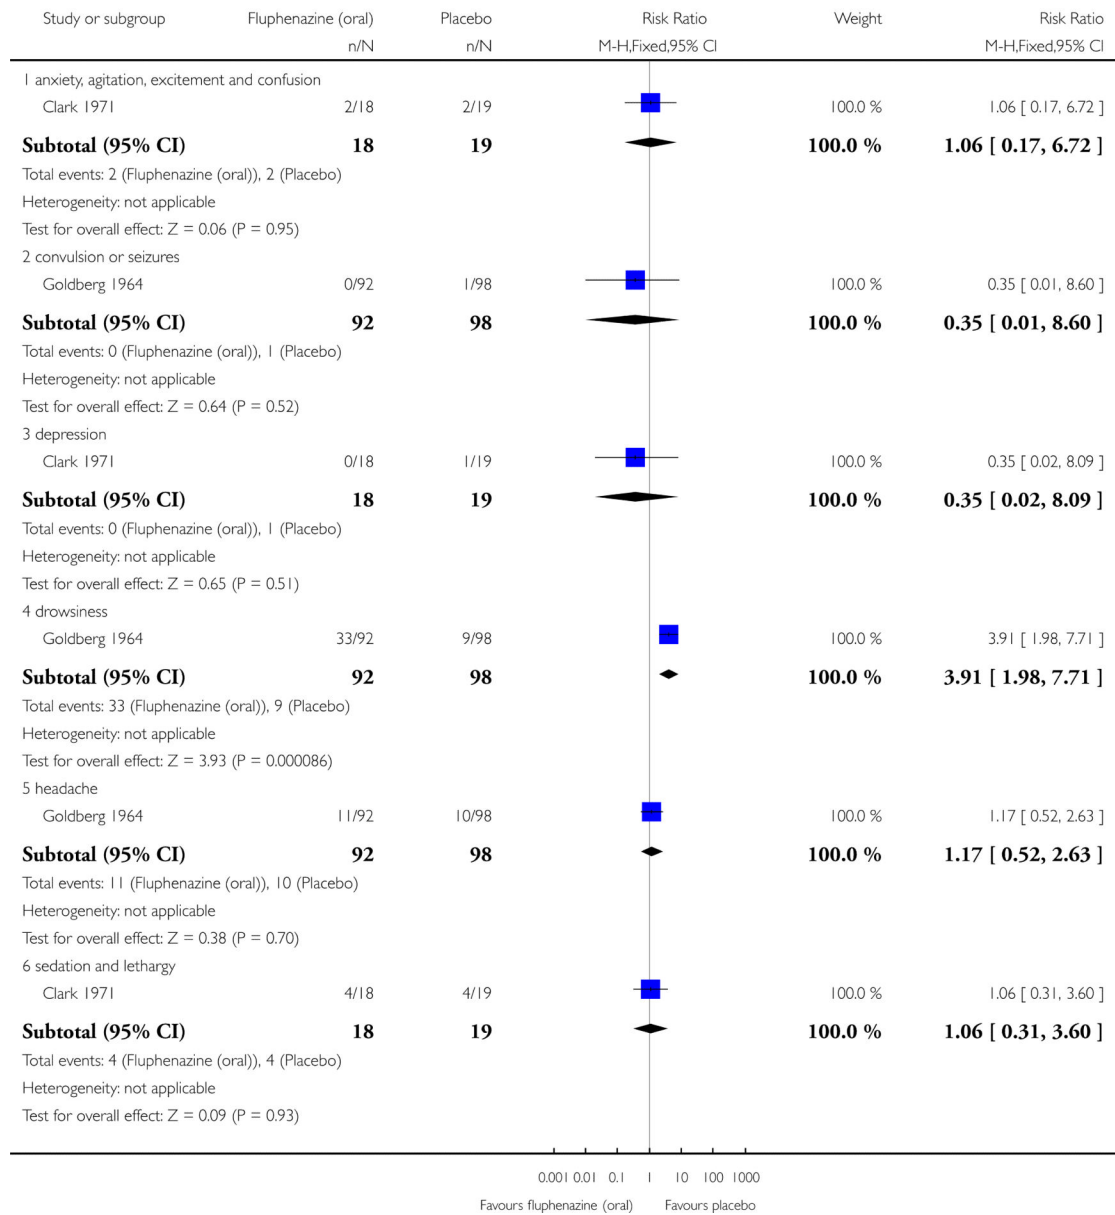 Study or subgroup Fluphenazine (oral) Placebo Risk Ratio Weight Risk Ratio
n/N n/N M-H,Fixed,95% CI M-H,Fixed,95% CI
1 anxiety, agitation, excitement and confusion
Clark 1971 2/18 2/19 100.0 % 1.06 [ 0.17, 6.72 ]
Subtotal (95% CI) 18 19 100.0 % 1.06 [ 0.17, 6.72 ]
Total events: 2 (Fluphenazine (oral)), 2 (Placebo)
Heterogeneity: not applicable
Test for overall effect: Z = 0.06 (P = 0.95)
2 convulsion or seizures
Goldberg 1964 0/92 1/98 100.0 % 0.35 [ 0.01, 8.60 ]
Subtotal (95% CI) 92 98 100.0 % 0.35 [ 0.01, 8.60 ]
Total events: 0 (Fluphenazine (oral)), 1 (Placebo)
Heterogeneity: not applicable
Test for overall effect: Z = 0.64 (P = 0.52)
3 depression
Clark 1971 0/18 1/19 100.0 % 0.35 [ 0.02, 8.09 ]
Subtotal (95% CI) 18 19 100.0 % 0.35 [ 0.02, 8.09 ]
Total events: 0 (Fluphenazine (oral)), 1 (Placebo)
Heterogeneity: not applicable
Test for overall effect: Z = 0.65 (P = 0.51)
4 drowsiness
Goldberg 1964 33/92 9/98 100.0 % 3.91 [ 1.98, 7.71 ]
Subtotal (95% CI) 92 98 100.0 % 3.91 [ 1.98, 7.71 ]
Total events: 33 (Fluphenazine (oral)), 9 (Placebo)
Heterogeneity: not applicable
Test for overall effect: Z = 3.93 (P = 0.000086)
5 headache
Goldberg 1964 11/92 10/98 100.0 % 1.17 [ 0.52, 2.63 ]
Subtotal (95% CI) 92 98 100.0 % 1.17 [ 0.52, 2.63 ]
Total events: 11 (Fluphenazine (oral)), 10 (Placebo)
Heterogeneity: not applicable
Test for overall effect: Z = 0.38 (P = 0.70)
6 sedation and lethargy
Clark 1971 4/18 4/19 100.0 % 1.06 [ 0.31, 3.60 ]
Subtotal (95% CI) 18 19 100.0 % 1.06 [ 0.31, 3.60 ]
Total events: 4 (Fluphenazine (oral)), 4 (Placebo)
Heterogeneity: not applicable
Test for overall effect: Z = 0.09 (P = 0.93)
0.001 0.01 0.1 1 10 100 1000
Favours fluphenazine (oral) Favours placebo